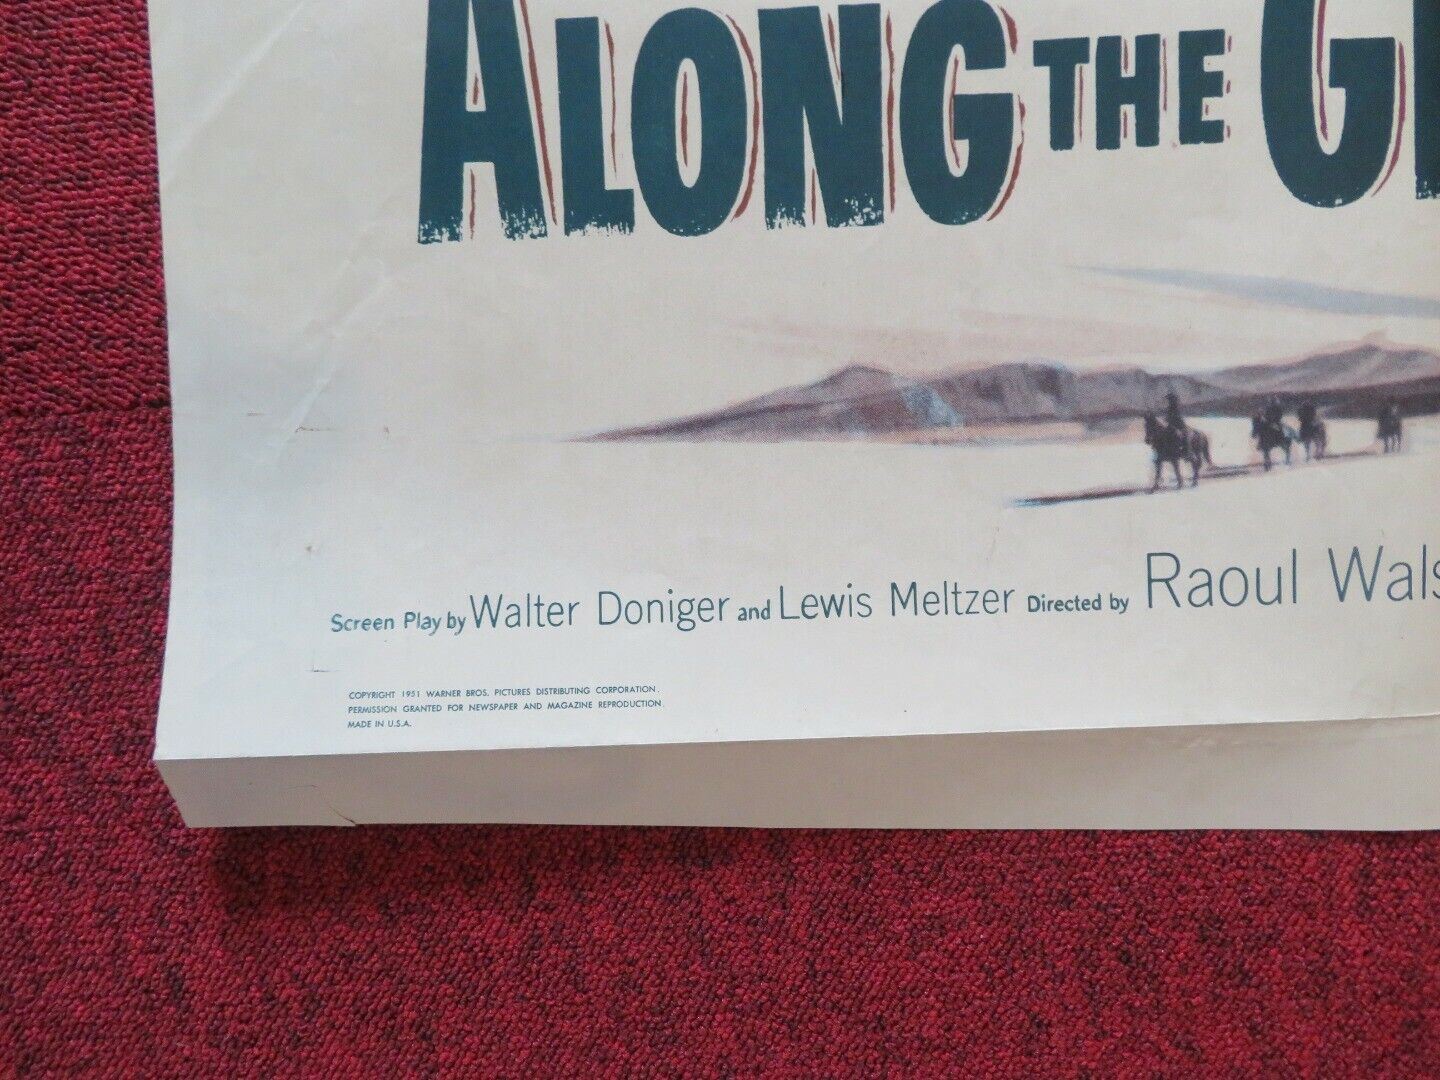 ALONG THE G
Screen Play by Walter Doniger and Lewis Meltzer Directed by Raoul Wals
COPYRIGHT 1951 WARNER BROS. PICTURES DISTRIBUTING CORPORATION.
PERMISSION GRANTED FOR NEWSPAPER AND MAGAZINE REPRODUCTION
MADE IN U.S.A.